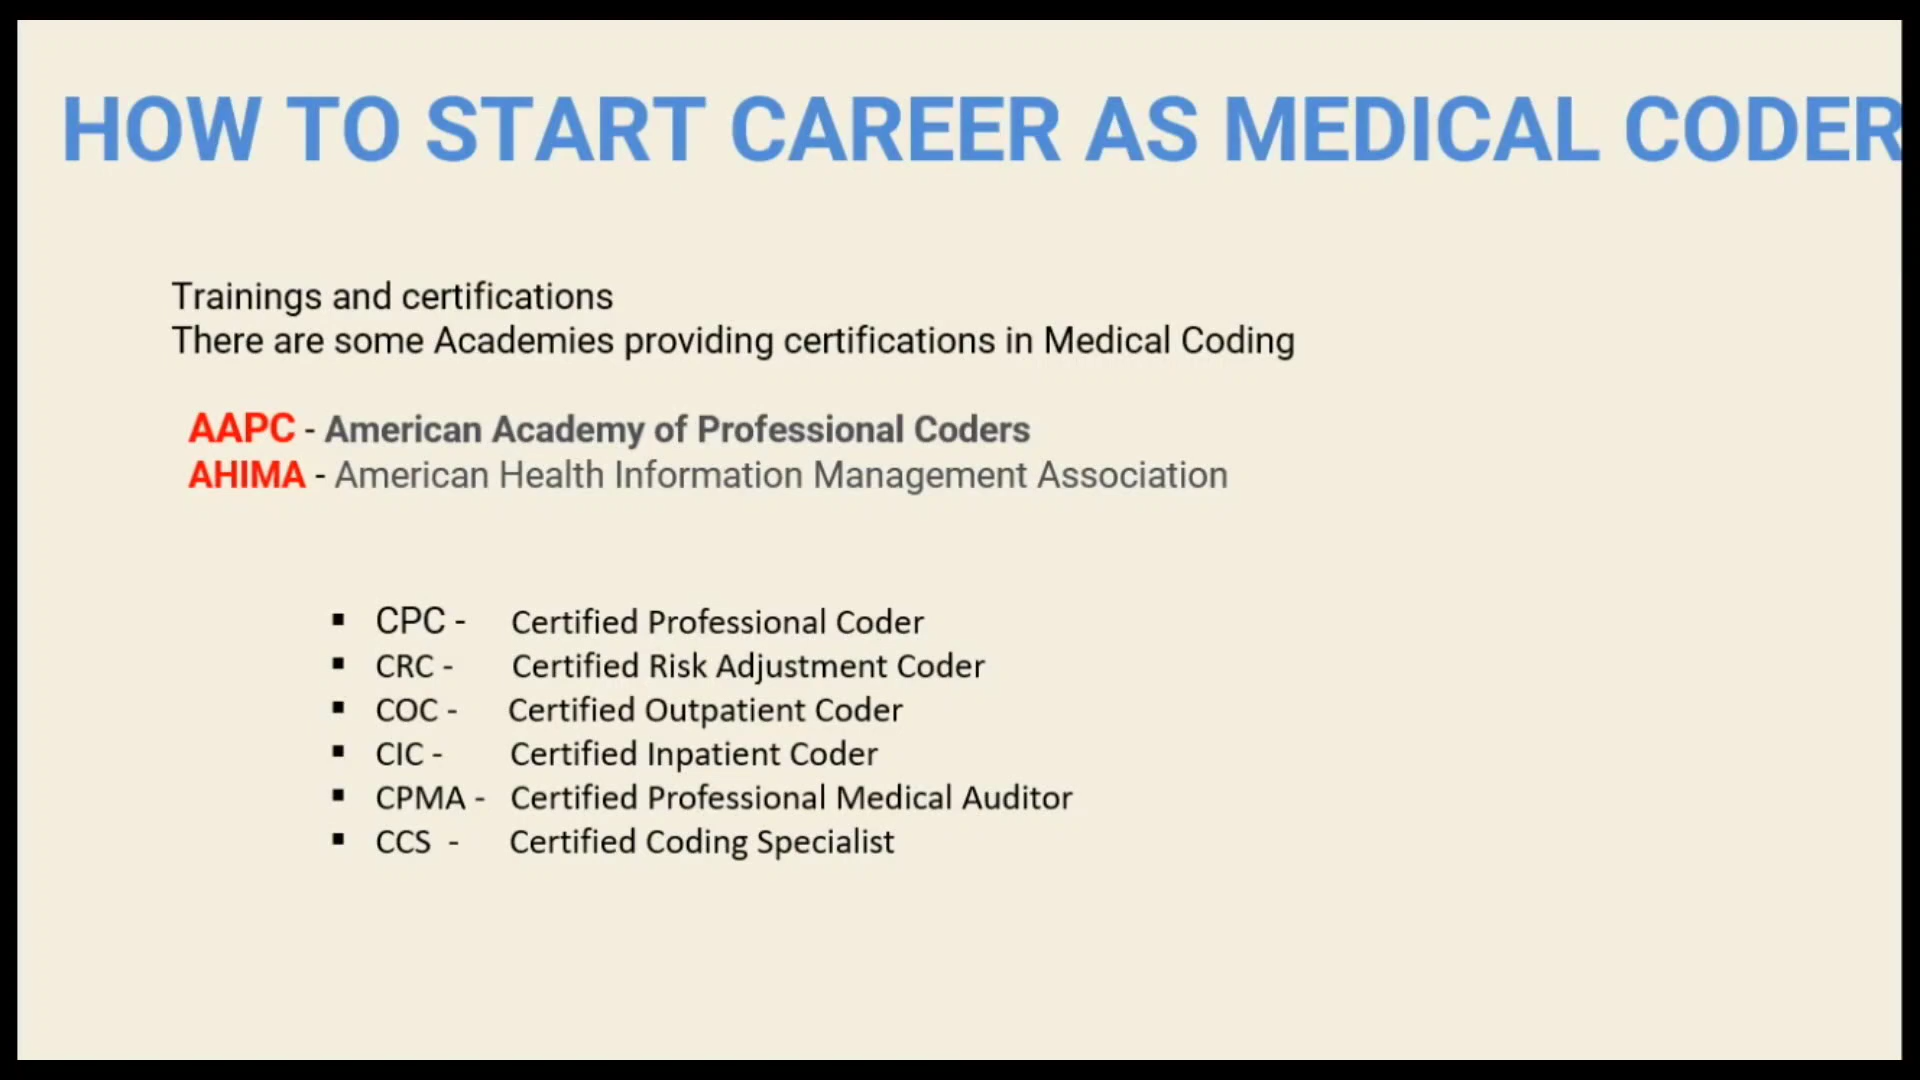 HOW TO START CAREER AS MEDICAL CODER
Trainings and certifications
There are some Academies providing certifications in Medical Coding
AAPC - American Academy of Professional Coders
AHIMA - American Health Information Management Association
▪ CPC - Certified Professional Coder
▪ CRC - Certified Risk Adjustment Coder
▪ COC - Certified Outpatient Coder
▪ CIC - Certified Inpatient Coder
▪ CPMA - Certified Professional Medical Auditor
▪ CCS - Certified Coding Specialist